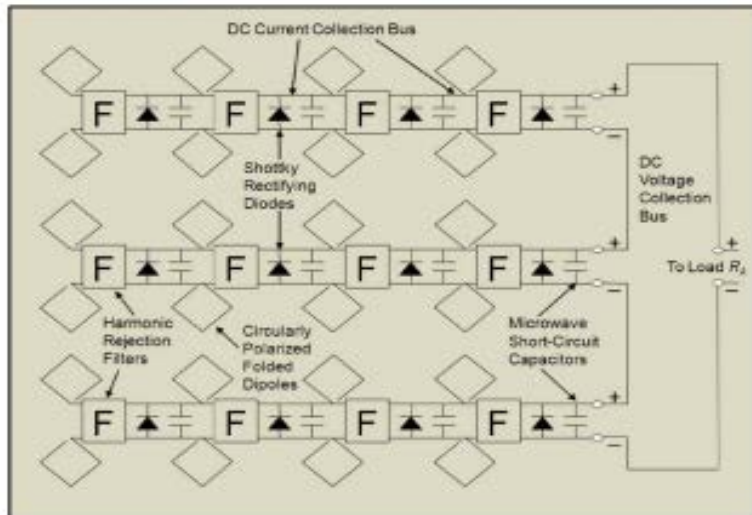 DC Current Collection Bus
F F F F
+
−
Shottky
Rectifying
Diodes
DC
Voltage
Collection
Bus
F F F F
+
−
+
To Load R
−
Harmonic
Rejection
Filters
Circularly
Polarized
Folded
Dipoles
Microwave
Short-Circuit
Capacitors
F F F F
+
−